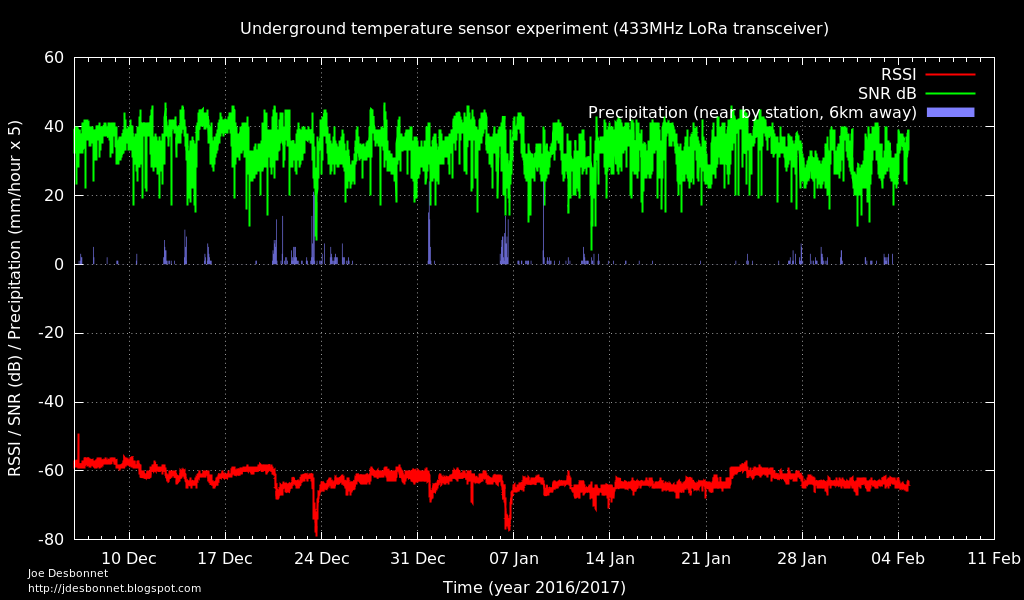 Underground temperature sensor experiment (433MHz LoRa transceiver)
RSSI
SNR dB
Precipitation (near by station, 6km away)
RSSI / SNR (dB) / Precipitation (mm/hour x 5)
60
40
20
0
-20
-40
-60
-80
10 Dec 17 Dec 24 Dec 31 Dec 07 Jan 14 Jan 21 Jan 28 Jan 04 Feb 11 Feb
Time (year 2016/2017)
Joe Desbonnet
http://jdesbonnet.blogspot.com